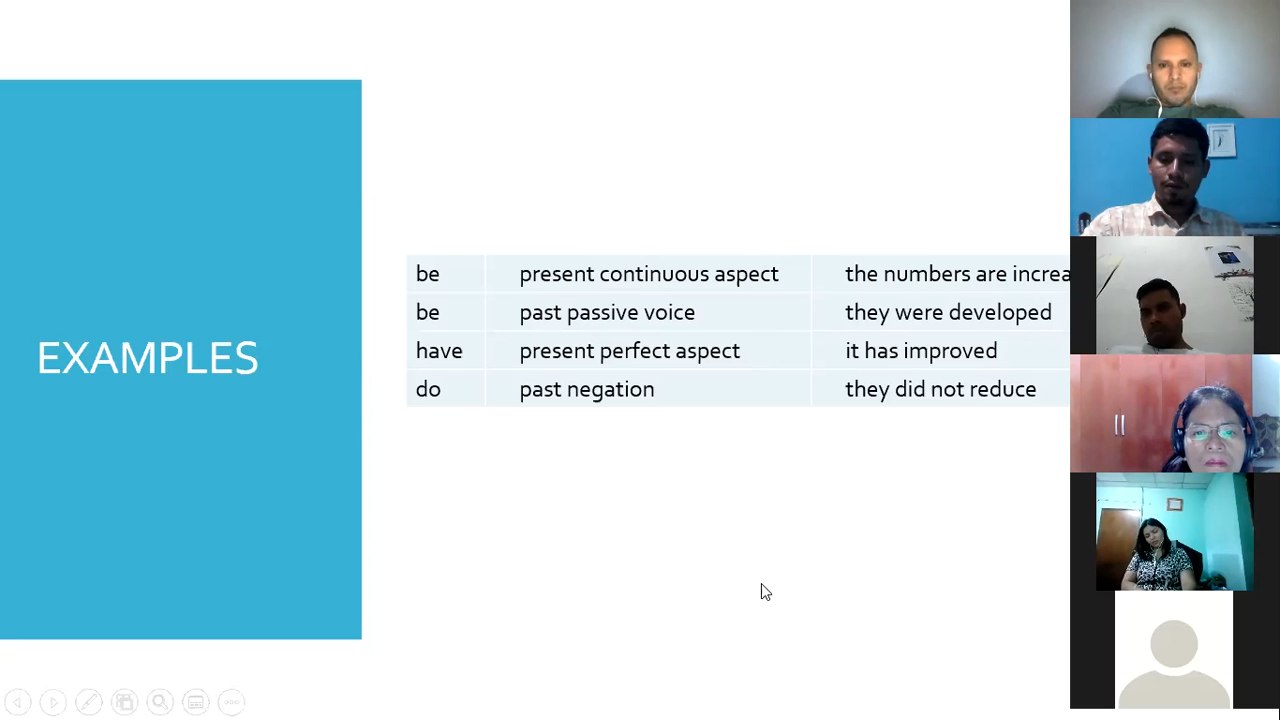 EXAMPLES
be present continuous aspect the numbers are increa
be past passive voice they were developed
have present perfect aspect it has improved
do past negation they did not reduce